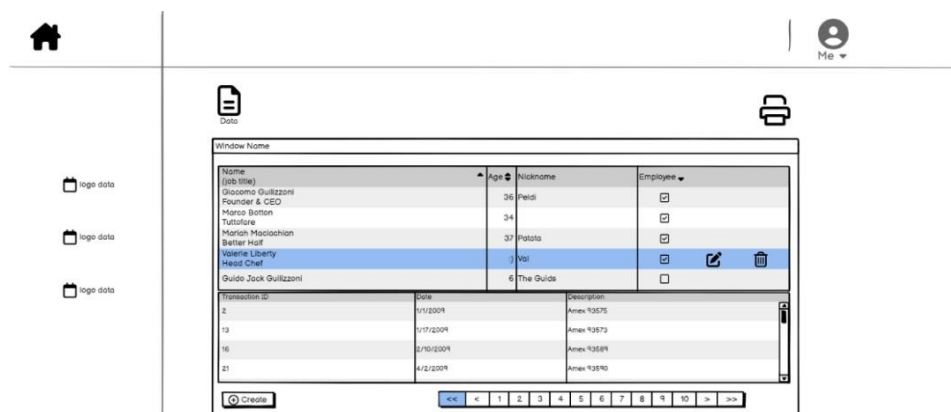 Me
Data
Window Name
logo data
logo data
logo data
Name
(job title)
Age
Nickname
Employee
Giacomo Guilizzoni
Founder & CEO
36
Peldi
Marco Botton
Tuttofare
34
Mariah Maclachlan
Better Half
37
Patata
Valerie Liberty
Head Chef
:)
Val
Guido Jack Guilizzoni
6
The Guids
Transaction ID
Date
Description
2
1/1/2009
Amex 93575
13
1/17/2009
Amex 93573
16
2/10/2009
Amex 93589
21
4/2/2009
Amex 93590
Create
<< < 1 2 3 4 5 6 7 8 9 10 > >>